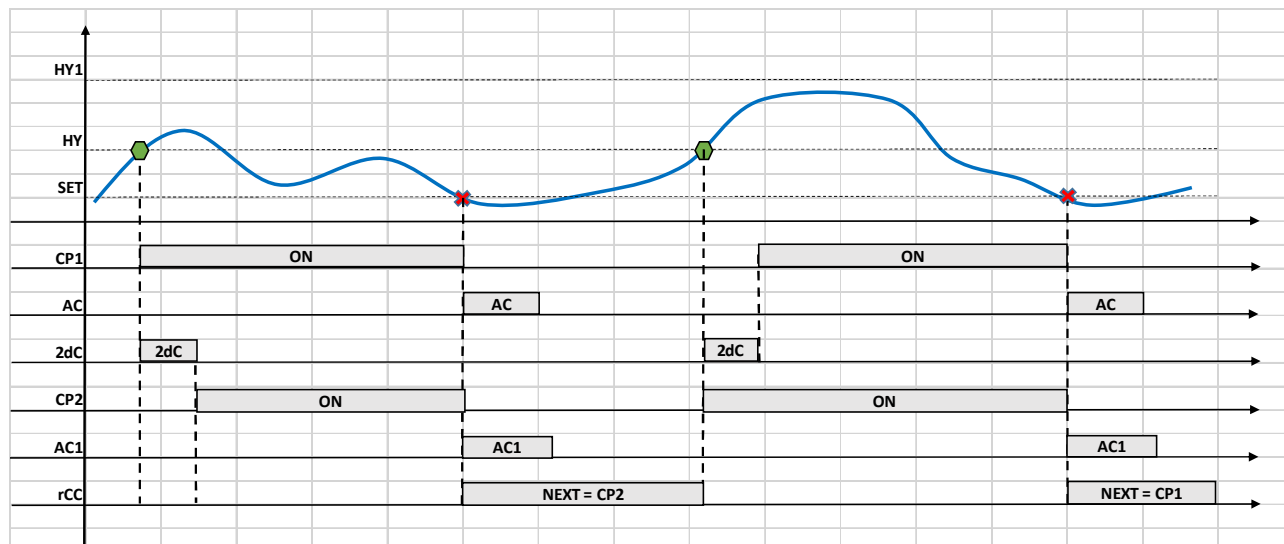 HY1
HY
SET
CP1 ON ON
AC AC AC
2dC 2dC 2dC
CP2 ON ON
AC1 AC1 AC1
rCC NEXT = CP2 NEXT = CP1